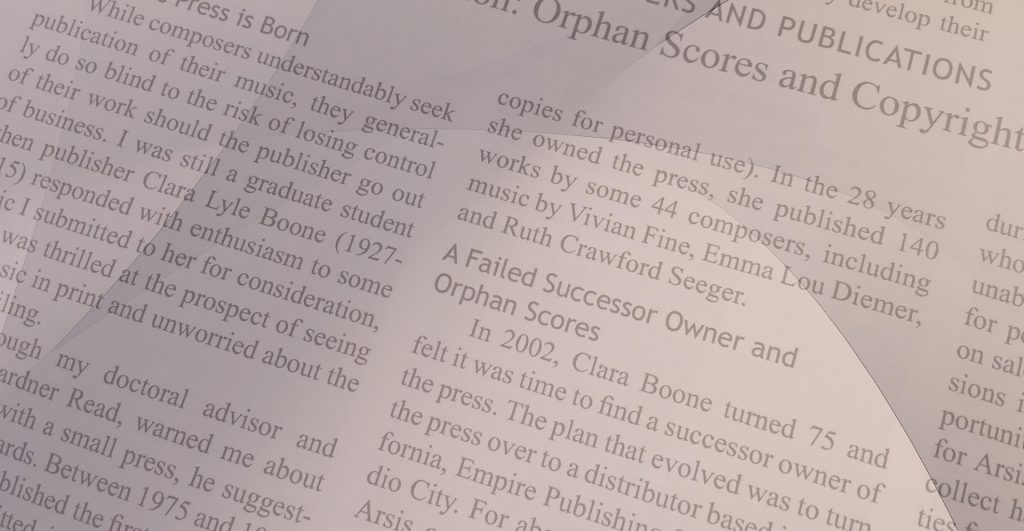 Press is Born
While composers understandably seek
publication of their music, they general-
ly do so blind to the risk of losing control
of their work should the publisher go out
of business. I was still a graduate student
publisher Clara Lyle Boone (1927-
15) responded with enthusiasm to some
I submitted to her for consideration,
was thrilled at the prospect of seeing
in print and unworried about the
my doctoral advisor and
Read, warned me about
with a small press, he suggest-
Between 1975 and
the
AND PUBLICATIONS
Orphan Scores and Copyright
copies for personal use). In the 28 years
she owned the press, she published 140
works by some 44 composers, including
music by Vivian Fine, Emma Lou Diemer,
and Ruth Crawford Seeger.
A Failed Successor Owner and
Orphan Scores
In 2002, Clara Boone turned 75 and
felt it was time to find a successor owner of
the press. The plan that evolved was to turn
the press over to a distributor based
fornia, Empire Publishing
dio City. For
Arsis
from
develop their
who
for
on
sions
for
collect